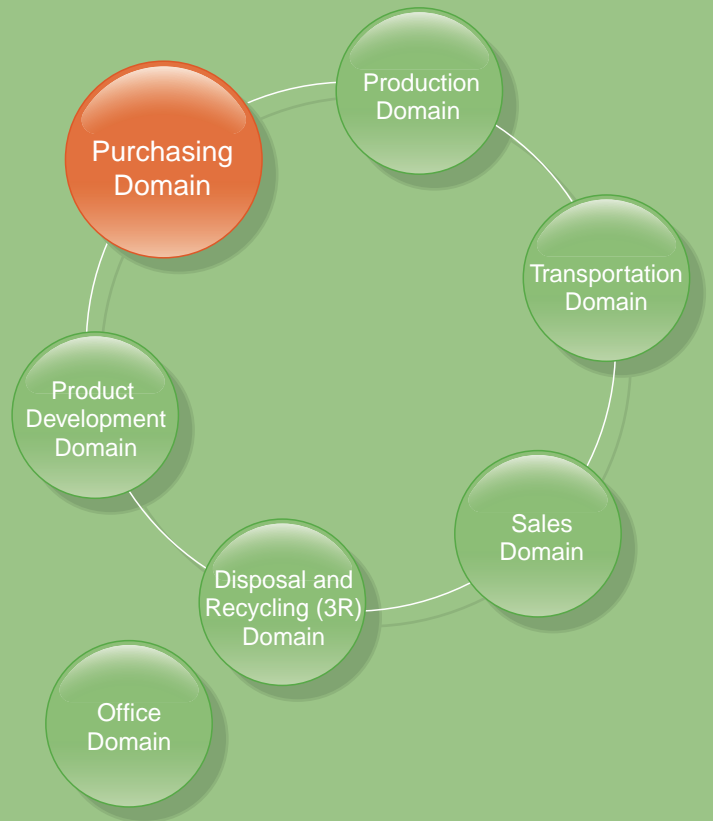 Production
Domain
Purchasing
Domain
Transportation
Domain
Product
Development
Domain
Sales
Domain
Disposal and
Recycling (3R)
Domain
Office
Domain